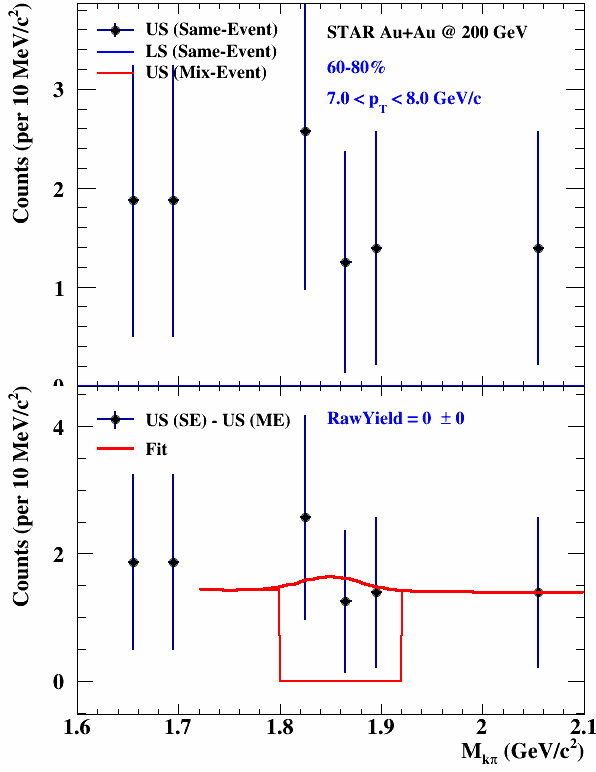 US (Same-Event)
LS (Same-Event)
US (Mix-Event)
STAR Au+Au @ 200 GeV
60-80%
7.0 < pT < 8.0 GeV/c
Counts (per 10 MeV/c²)
3
2
1
0
US (SE) - US (ME)
Fit
RawYield = 0 ± 0
Counts (per 10 MeV/c²)
4
2
0
1.6 1.7 1.8 1.9 2 2.1
Mkπ (GeV/c²)